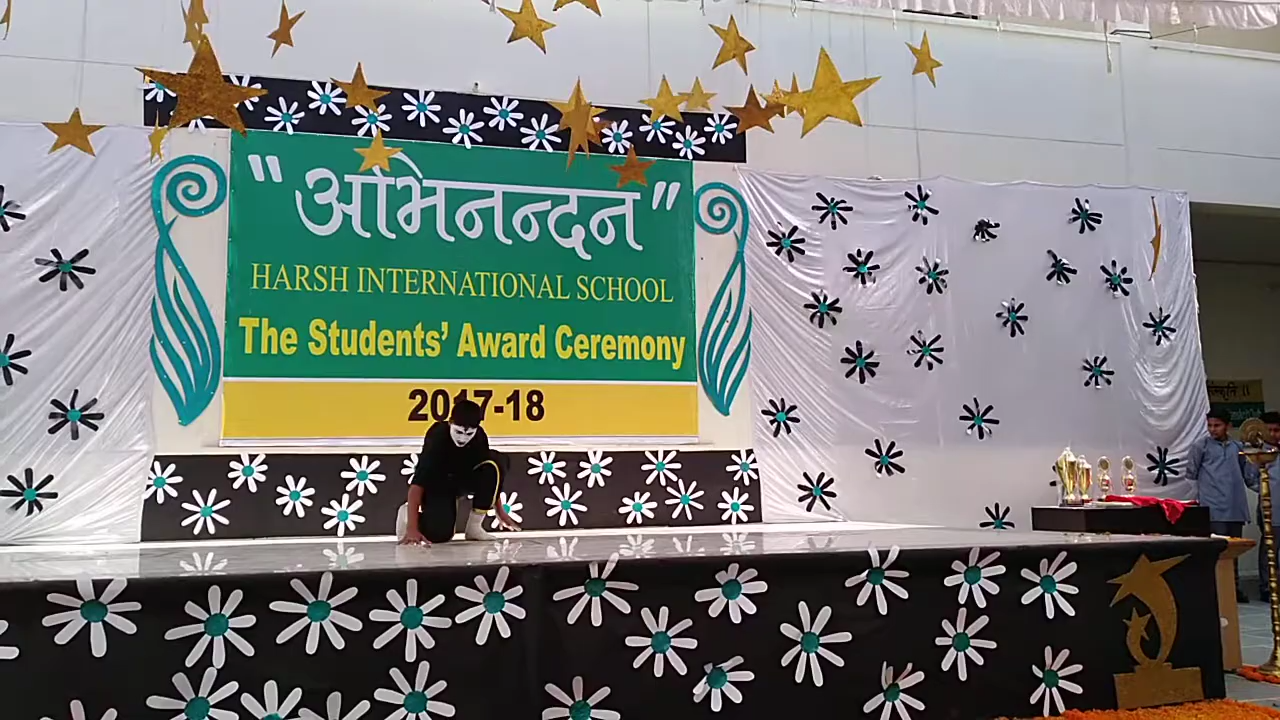 "अभिनन्दन"
HARSH INTERNATIONAL SCHOOL
The Students' Award Ceremony
2017-18